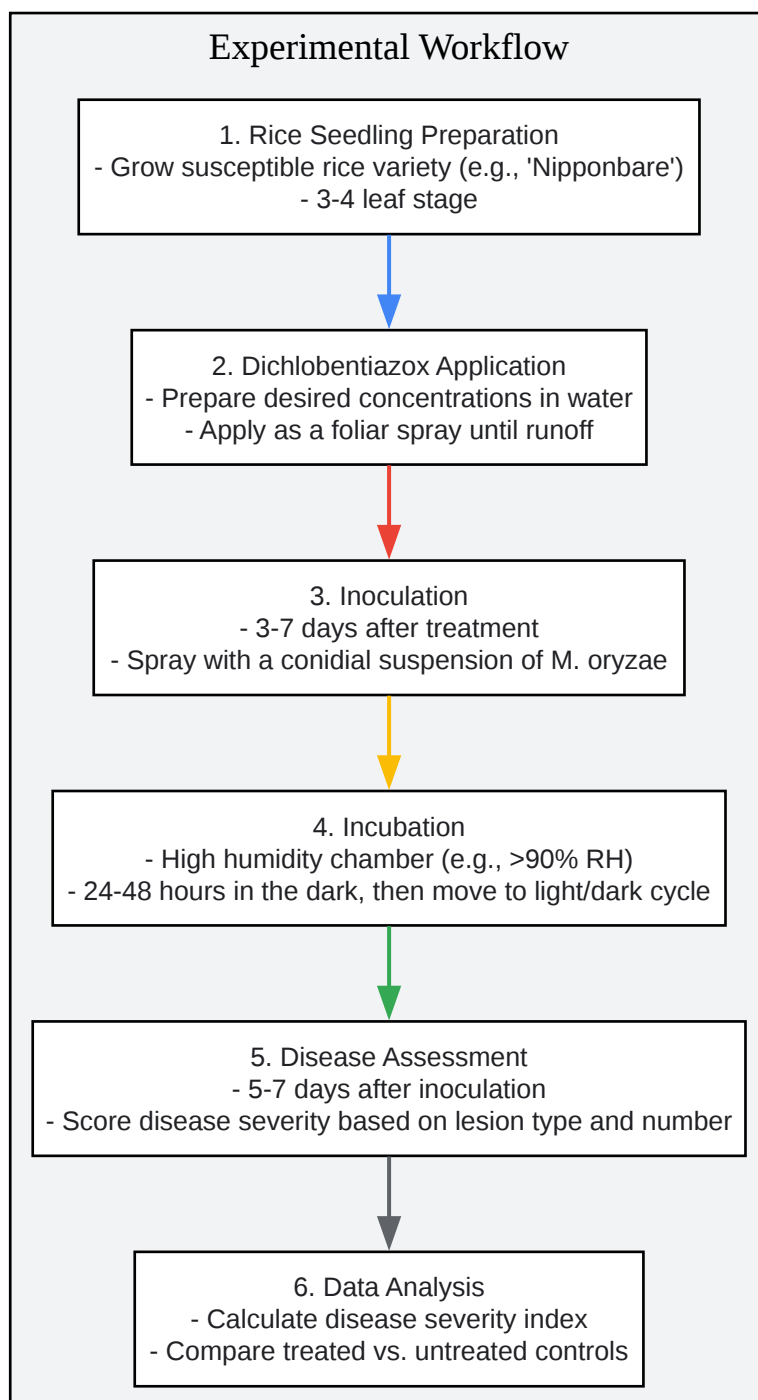 Experimental Workflow
1. Rice Seedling Preparation
- Grow susceptible rice variety (e.g., 'Nipponbare')
- 3-4 leaf stage
2. Dichlobentiazox Application
- Prepare desired concentrations in water
- Apply as a foliar spray until runoff
3. Inoculation
- 3-7 days after treatment
- Spray with a conidial suspension of M. oryzae
4. Incubation
- High humidity chamber (e.g., >90% RH)
- 24-48 hours in the dark, then move to light/dark cycle
5. Disease Assessment
- 5-7 days after inoculation
- Score disease severity based on lesion type and number
6. Data Analysis
- Calculate disease severity index
- Compare treated vs. untreated controls